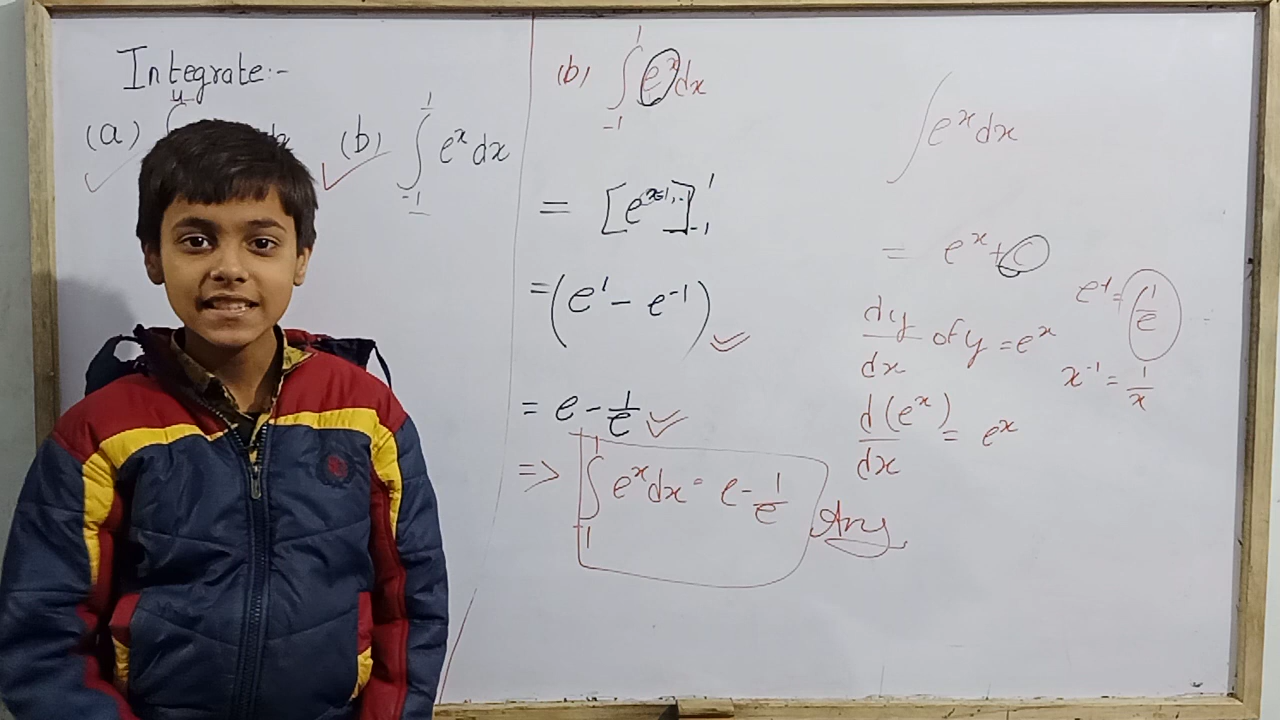 Integrate:-
(a) ∫ dx (b) ∫₋₁¹ eˣ dx
(b) ∫₋₁¹ eˣ dx
= [e]₋₁¹
= (e¹ - e⁻¹)
= e - 1/e
=> ∫₋₁¹ eˣ dx = e - 1/e Ans
∫ eˣ dx
= eˣ + C
dy/dx of y = eˣ
d(eˣ)/dx = eˣ
e⁻¹ = 1/e
x⁻¹ = 1/x